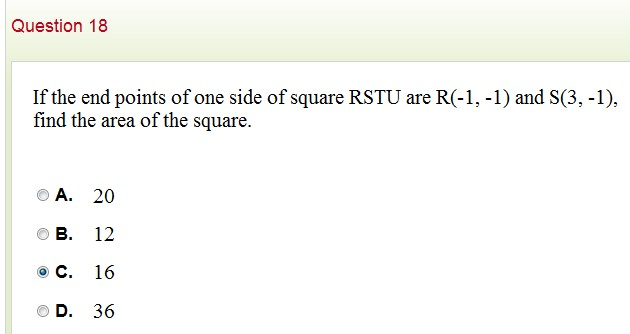 Question 18
If the end points of one side of square RSTU are R(-1, -1) and S(3, -1),
find the area of the square.
A. 20
B. 12
C. 16
D. 36